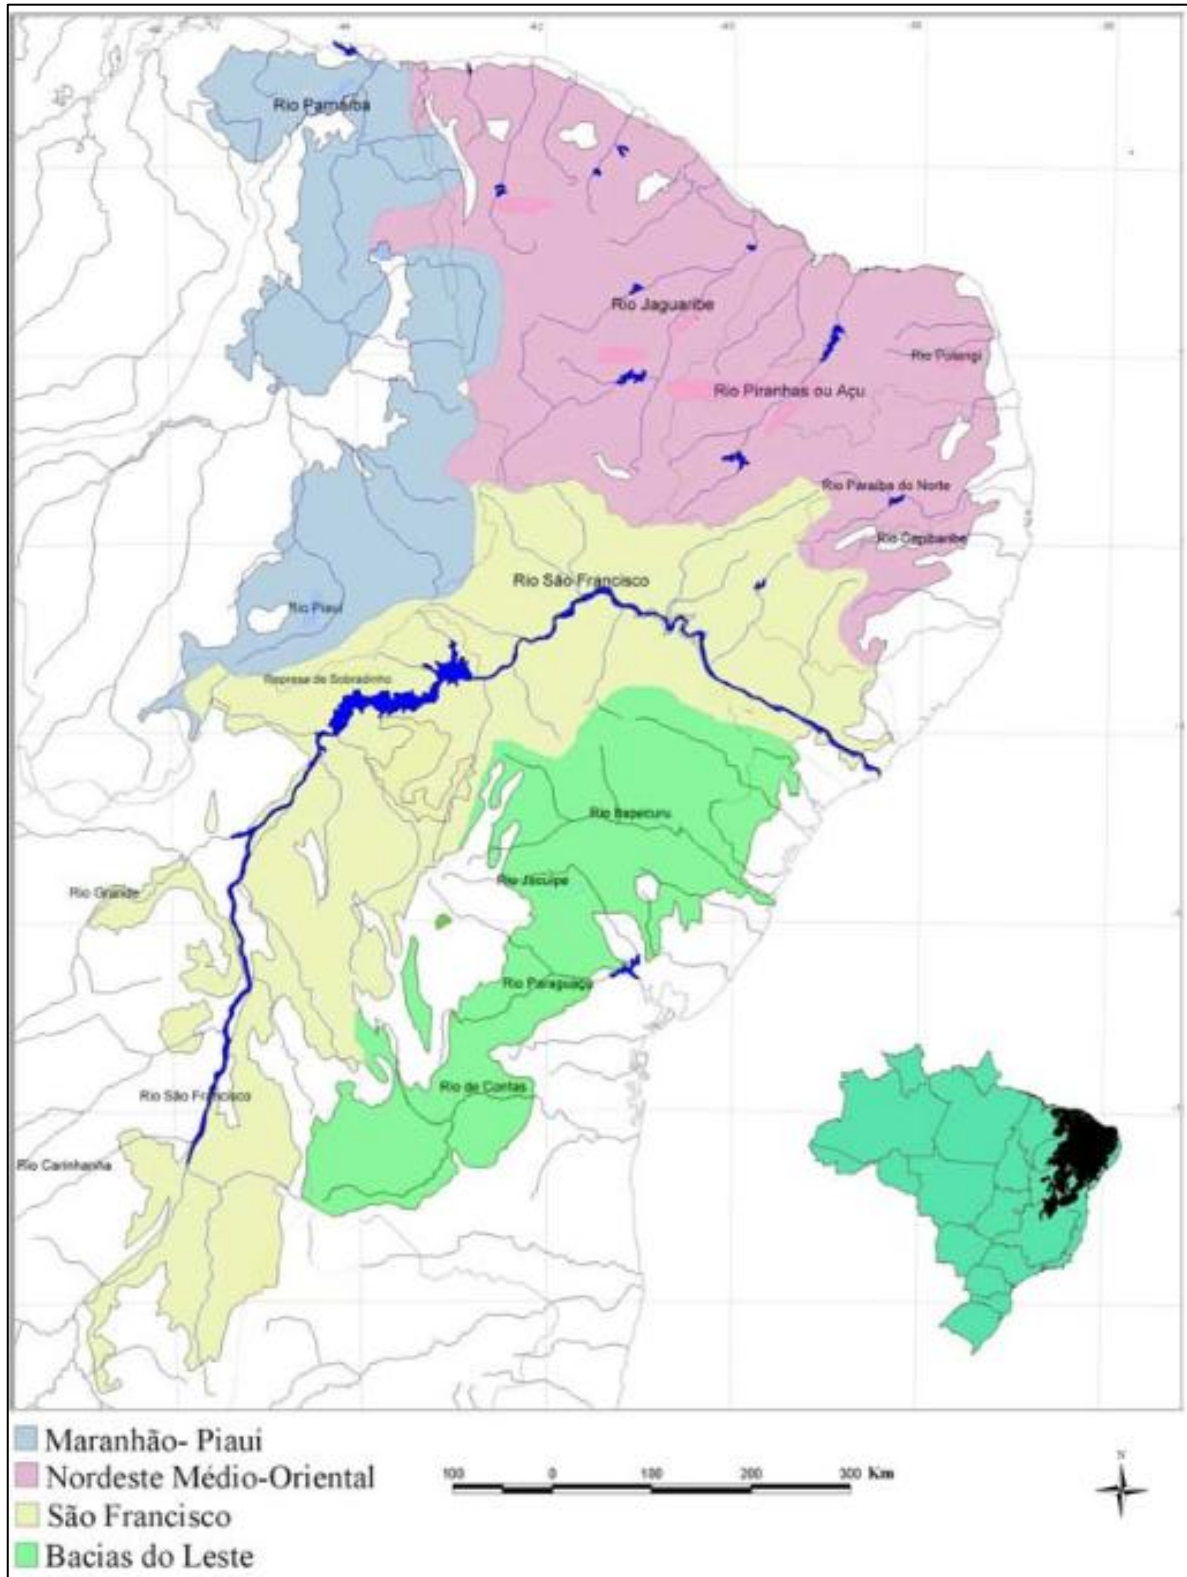 Rio Parnaíba
Rio Jaguaribe
Rio Potengi
Rio Piranhas ou Açu
Rio Paraíba do Norte
Rio Capibaribe
Rio São Francisco
Rio Piauí
Represa de Sobradinho
Rio Itapecuru
Rio Jacuípe
Rio Grande
Rio Paraguaçu
Rio de Contas
Rio São Francisco
Rio Carinhanha
Maranhão- Piaui
Nordeste Médio-Oriental
São Francisco
Bacias do Leste
100 0 100 200 300 Km
N